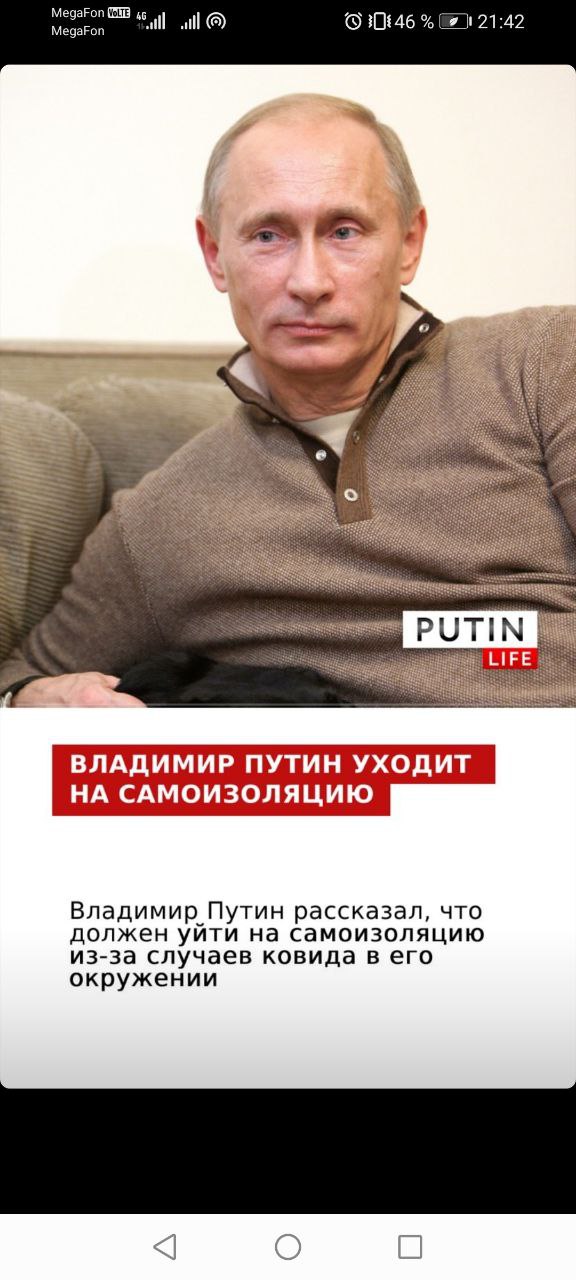 MegaFon VoLTE 4G 46 % 21:42
MegaFon
PUTIN
LIFE
ВЛАДИМИР ПУТИН УХОДИТ
НА САМОИЗОЛЯЦИЮ
Владимир Путин рассказал, что
должен уйти на самоизоляцию
из-за случаев ковида в его
окружении